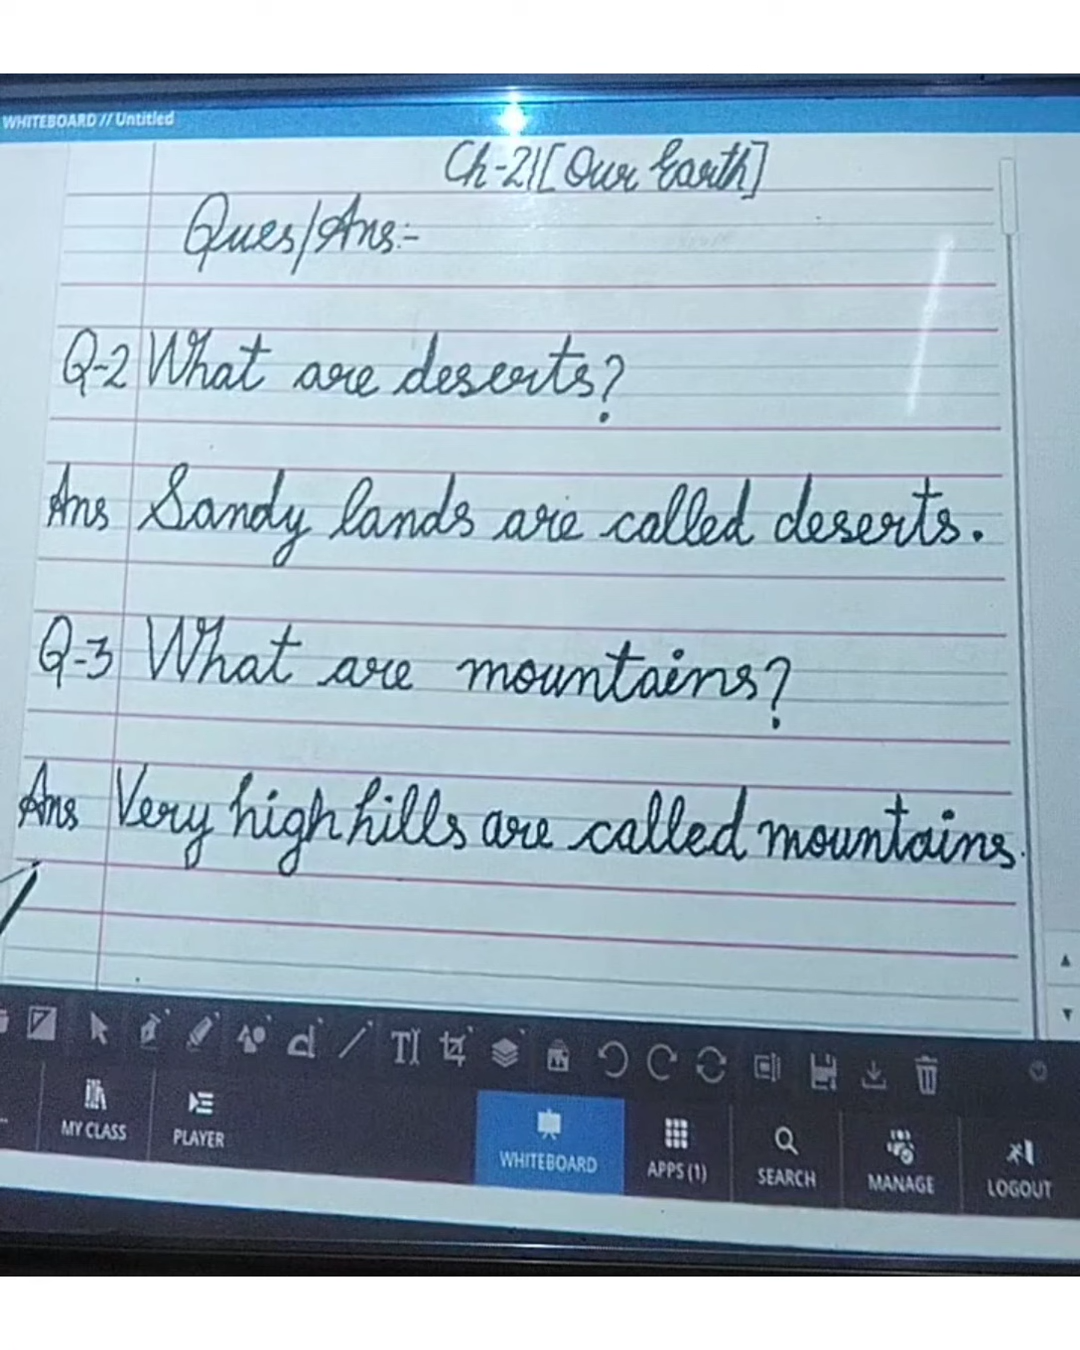 WHITEBOARD // Untitled
Ch-21[Our Earth]
Ques/Ans:-
Q-2 What are deserts?
Ans Sandy lands are called deserts.
Q-3 What are mountains?
Ans Very high hills are called mountains.
TI
MY CLASS
PLAYER
WHITEBOARD
APPS (1)
SEARCH
MANAGE
LOGOUT